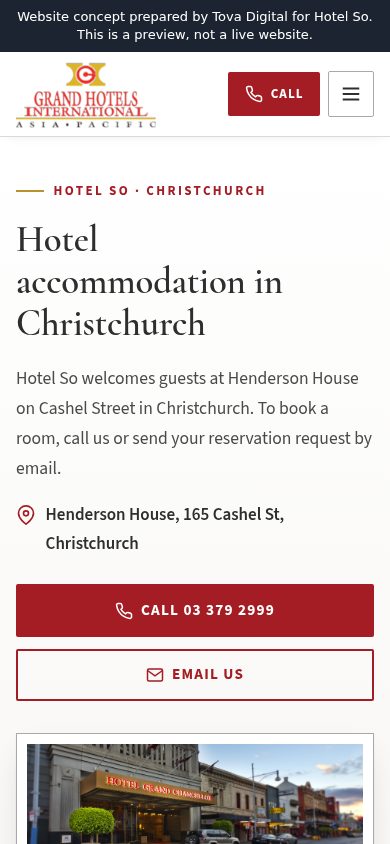 Website concept prepared by Tova Digital for Hotel So.
This is a preview, not a live website.
GRAND HOTELS
INTERNATIONAL
ASIA • PACIFIC
CALL
HOTEL SO · CHRISTCHURCH
Hotel
accommodation in
Christchurch
Hotel So welcomes guests at Henderson House
on Cashel Street in Christchurch. To book a
room, call us or send your reservation request by
email.
Henderson House, 165 Cashel St,
Christchurch
CALL 03 379 2999
EMAIL US
HOTEL GRAND CHANCELLOR